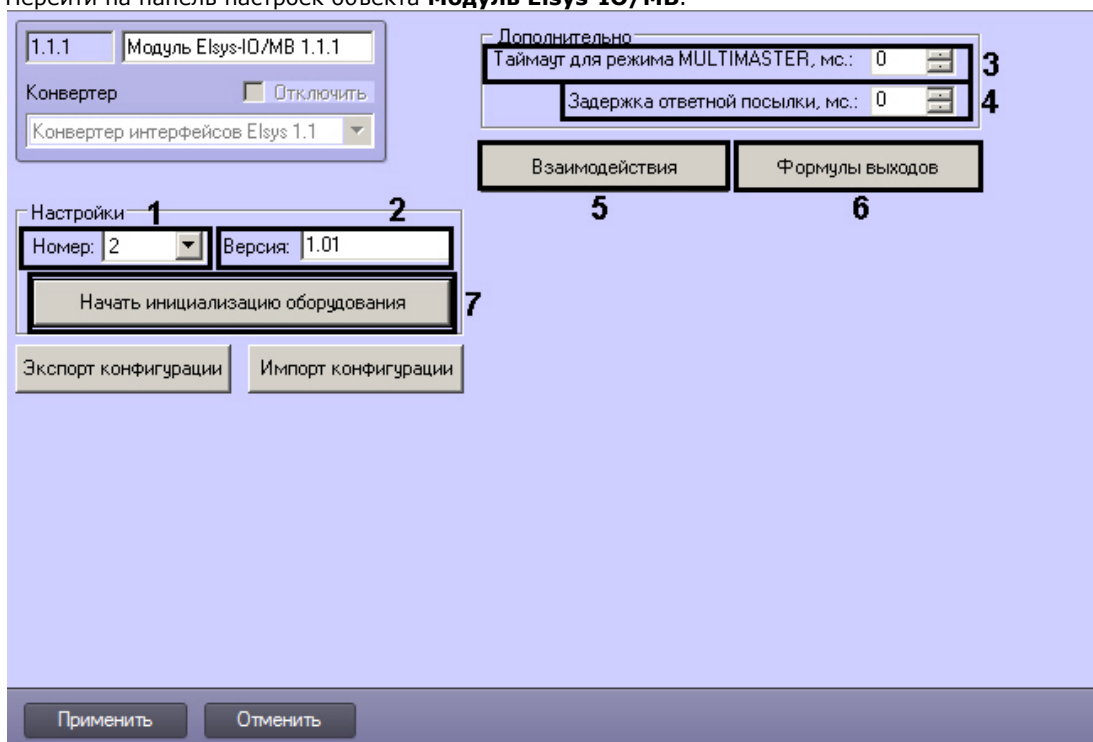 Перейти на панель настроек объекта Модуль Elsys-IO/MB.
1.1.1 Модуль Elsys-IO/MB 1.1.1
Конвертер Отключить
Конвертер интерфейсов Elsys 1.1
Дополнительно
Таймаут для режима MULTIMASTER, мс.: 0 3
Задержка ответной посылки, мс.: 0 4
Взаимодействия Формулы выходов
5 6
Настройки 1 2
Номер: 2 Версия: 1.01
Начать инициализацию оборудования 7
Экспорт конфигурации Импорт конфигурации
Применить Отменить